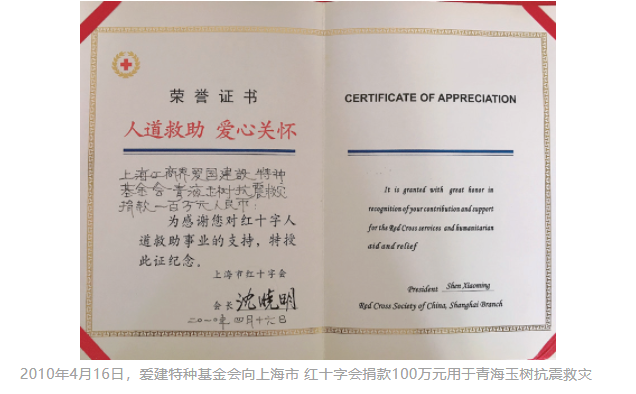 荣誉证书
人道救助 爱心关怀
上海工商界爱国建设特种
基金会 青海玉树抗震救灾
捐款一百万元人民币:
为感谢您对红十字人
道救助事业的支持，特授
此证纪念。
上海市红十字会
会长 沈晓明
二〇一〇年四月十六日
CERTIFICATE OF APPRECIATION
It is granted with great honor in
recognition of your contribution and support
for the Red Cross services and humanitarian
aid and relief
President Shen Xiaoming
Red Cross Society of China, Shanghai Branch
2010年4月16日，爱建特种基金会向上海市 红十字会捐款100万元用于青海玉树抗震救灾